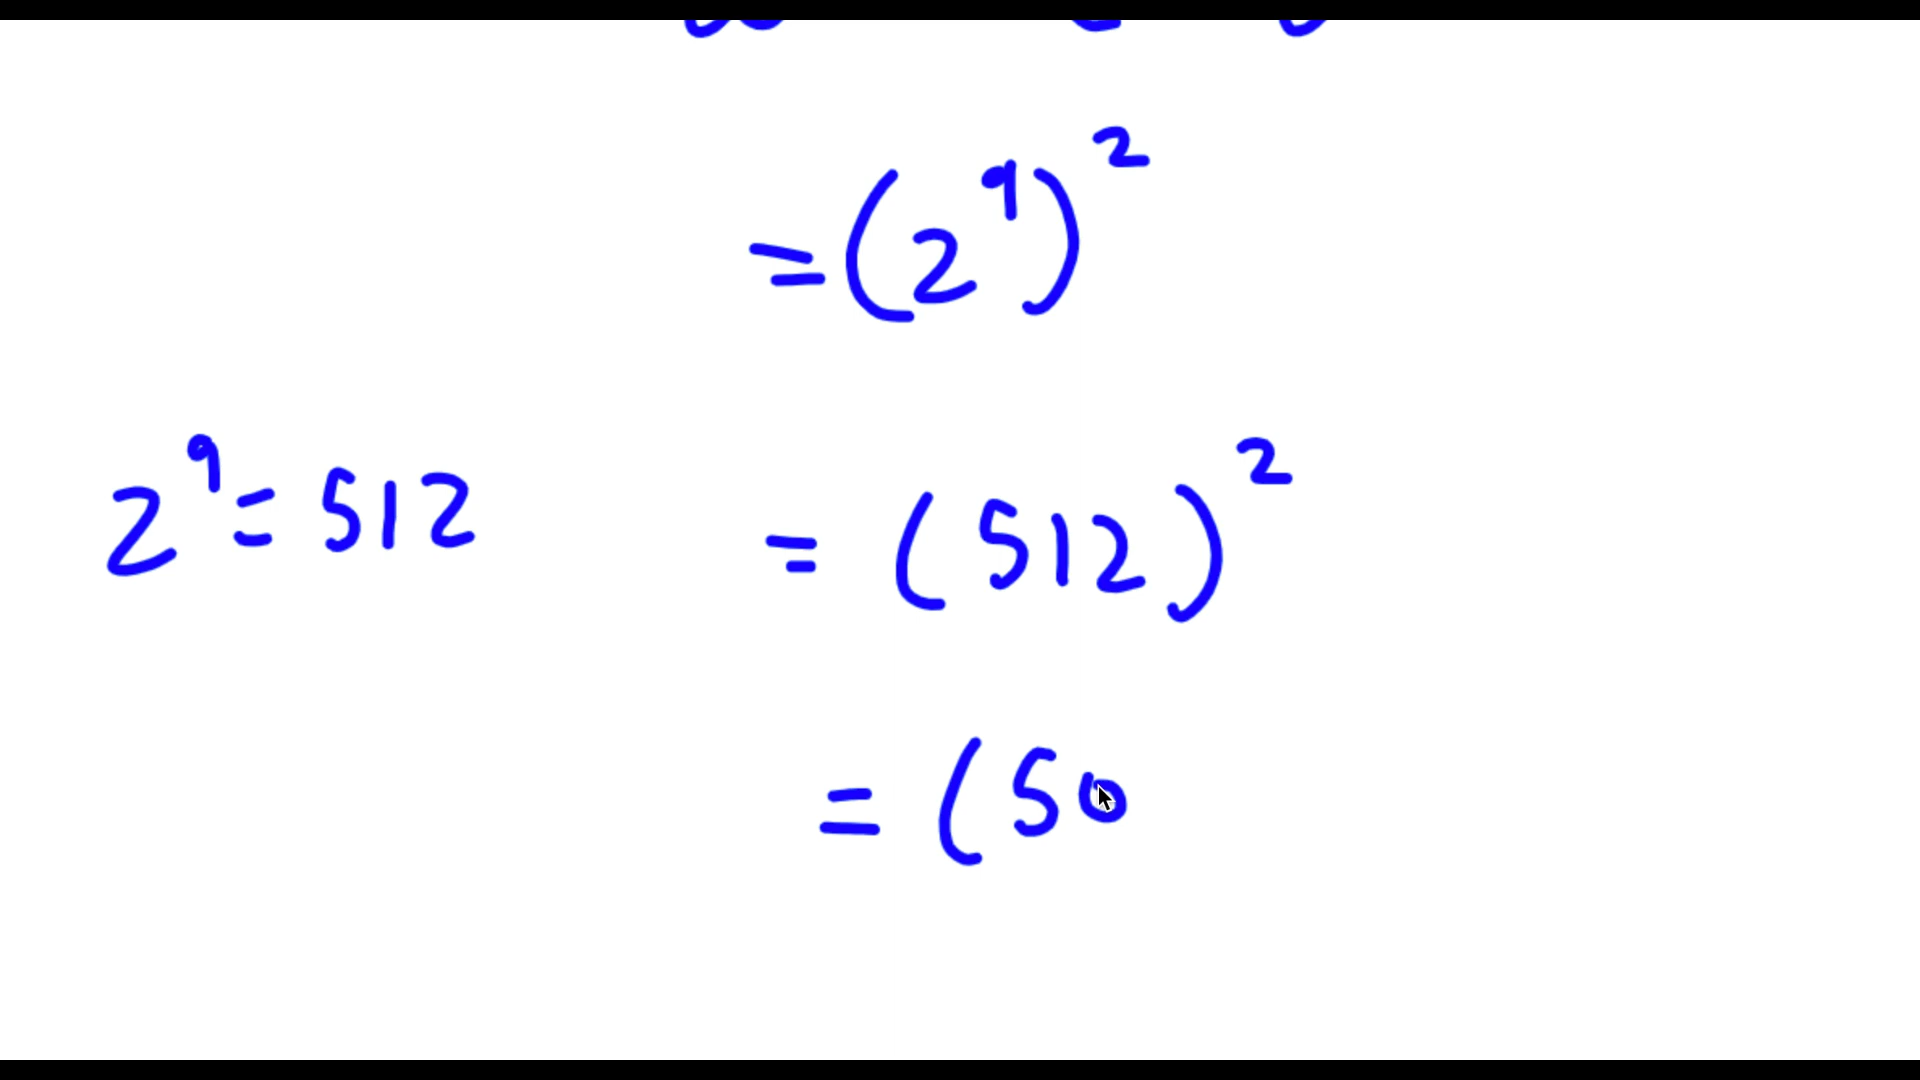 = (2⁹)²
2⁹ = 512
= (512)²
= (50